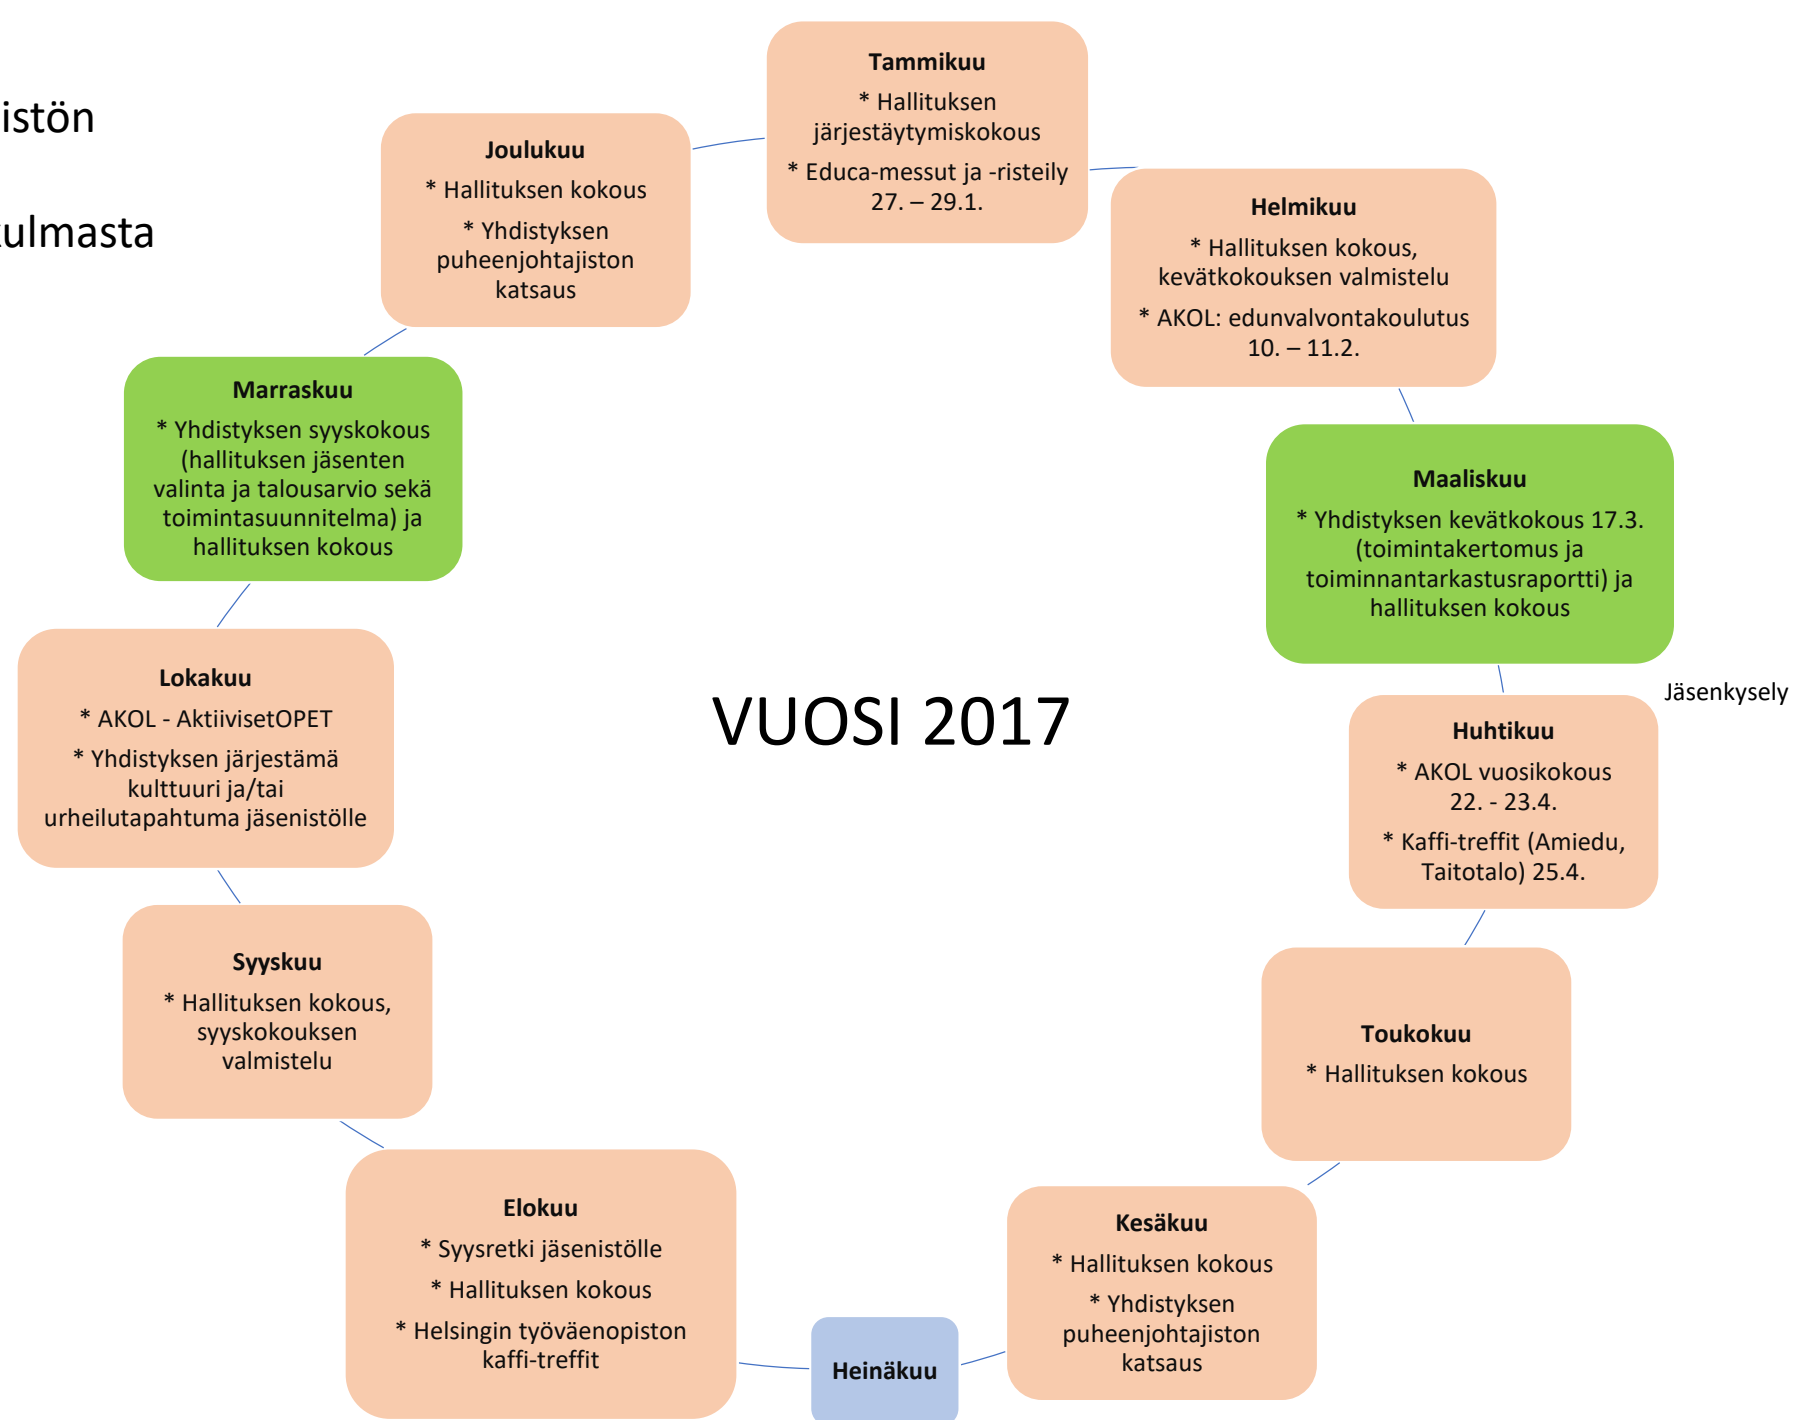 istön
ulmasta
Tammikuu
* Hallituksen
järjestäytymiskokous
* Educa-messut ja -risteily
27. – 29.1.
Helmikuu
* Hallituksen kokous,
kevätkokouksen valmistelu
* AKOL: edunvalvontakoulutus
10. – 11.2.
Maaliskuu
* Yhdistyksen kevätkokous 17.3.
(toimintakertomus ja
toiminnantarkastusraportti) ja
hallituksen kokous
Jäsenkysely
Huhtikuu
* AKOL vuosikokous
22. - 23.4.
* Kaffi-treffit (Amiedu,
Taitotalo) 25.4.
Toukokuu
* Hallituksen kokous
Kesäkuu
* Hallituksen kokous
* Yhdistyksen
puheenjohtajiston
katsaus
Heinäkuu
Elokuu
* Syysretki jäsenistölle
* Hallituksen kokous
* Helsingin työväenopiston
kaffi-treffit
Syyskuu
* Hallituksen kokous,
syyskokouksen
valmistelu
Lokakuu
* AKOL - AktiivisetOPET
* Yhdistyksen järjestämä
kulttuuri ja/tai
urheilutapahtuma jäsenistölle
Marraskuu
* Yhdistyksen syyskokous
(hallituksen jäsenten
valinta ja talousarvio sekä
toimintasuunnitelma) ja
hallituksen kokous
Joulukuu
* Hallituksen kokous
* Yhdistyksen
puheenjohtajiston
katsaus
VUOSI 2017